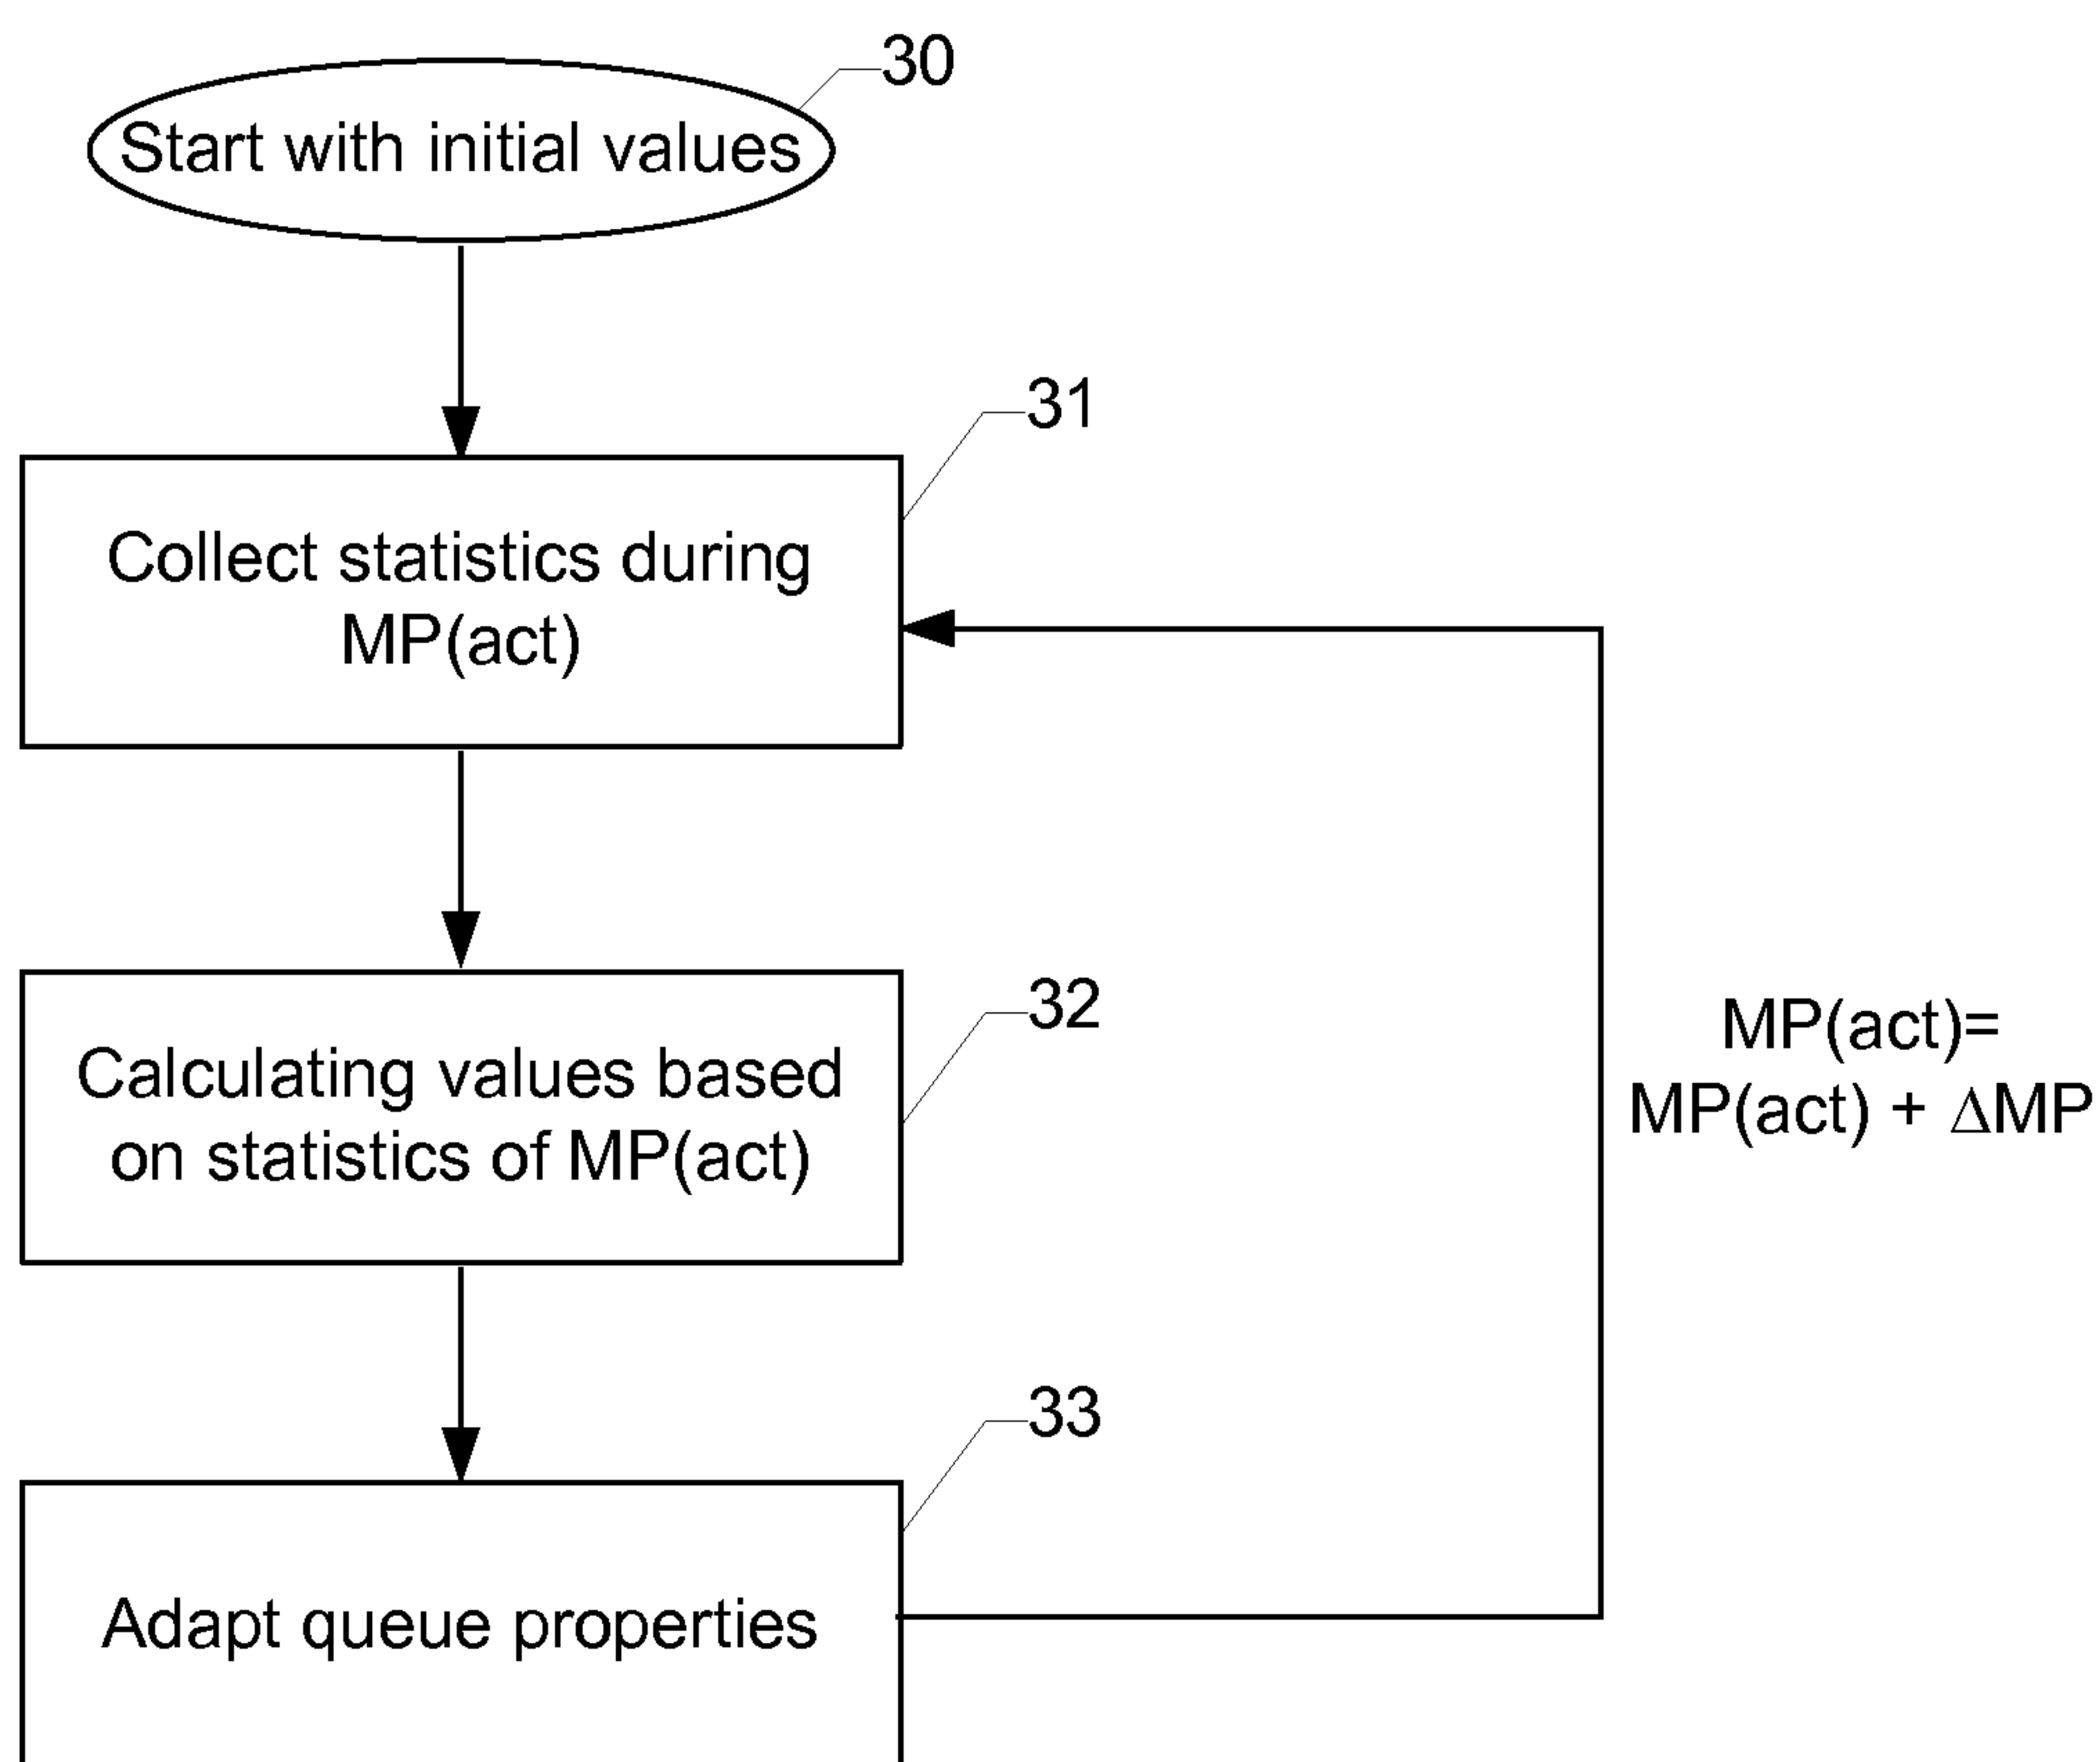 30
Start with initial values
31
Collect statistics during
MP(act)
32
Calculating values based
on statistics of MP(act)
MP(act)=
MP(act) + ΔMP
33
Adapt queue properties